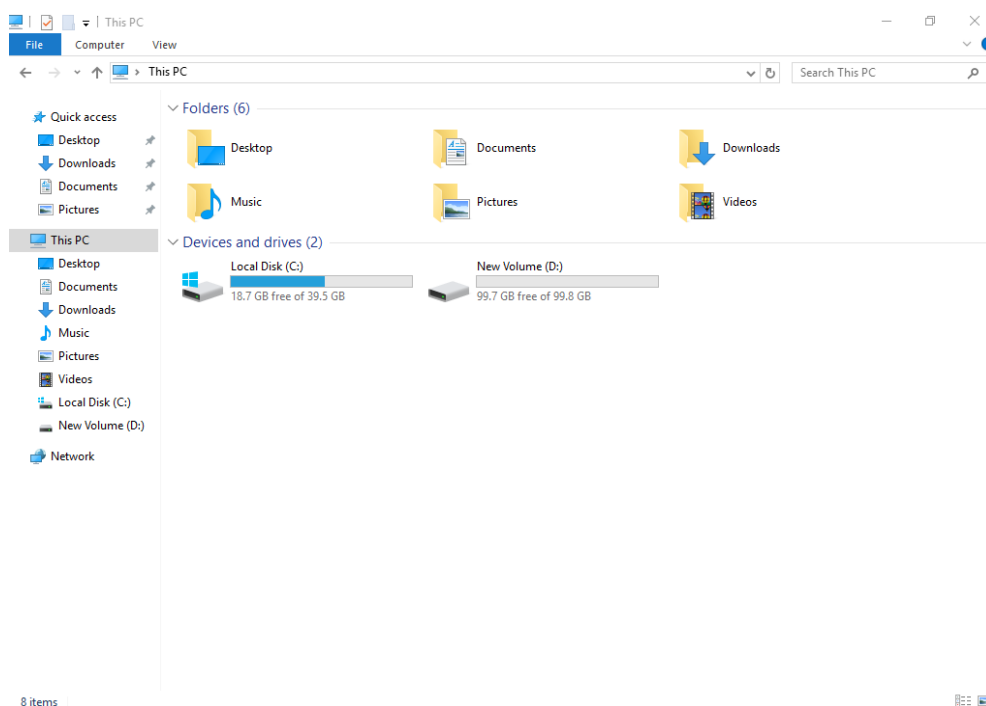 This PC
File Computer View
This PC
Search This PC
Quick access
Desktop
Downloads
Documents
Pictures
This PC
Desktop
Documents
Downloads
Music
Pictures
Videos
Local Disk (C:)
New Volume (D:)
Network
Folders (6)
Desktop Documents Downloads
Music Pictures Videos
Devices and drives (2)
Local Disk (C:)
18.7 GB free of 39.5 GB
New Volume (D:)
99.7 GB free of 99.8 GB
8 items